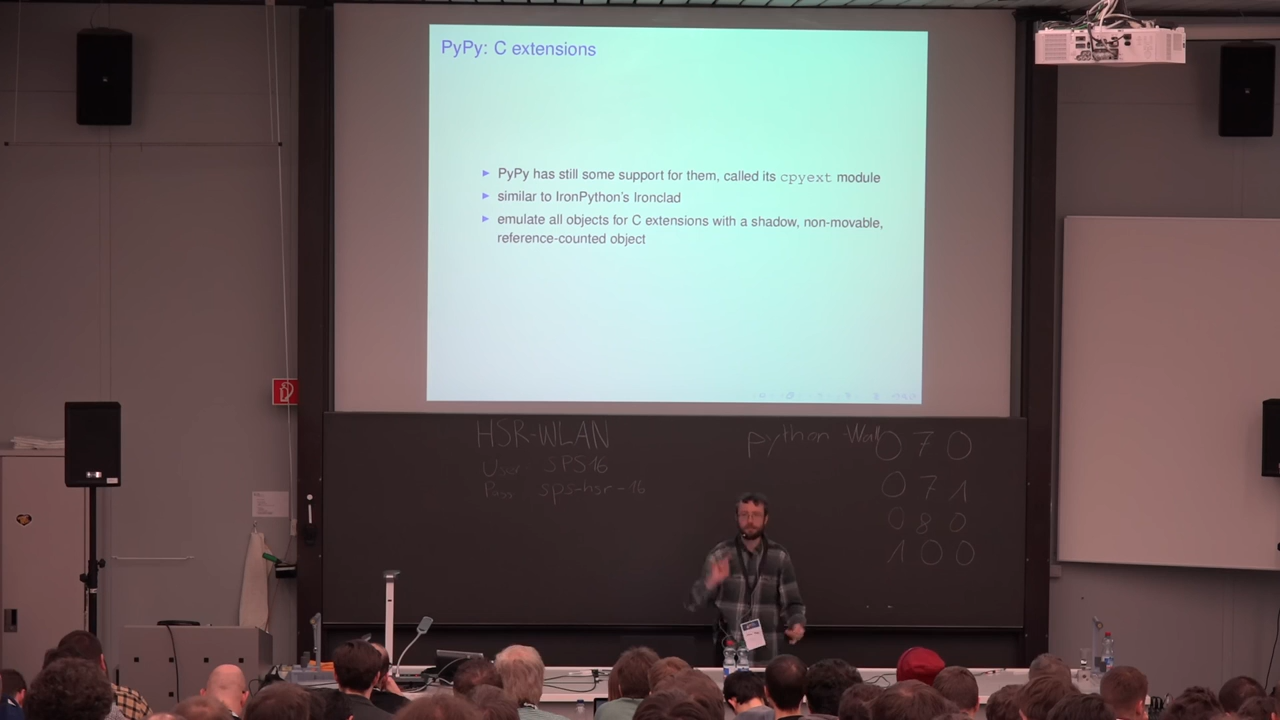 PyPy: C extensions
PyPy has still some support for them, called its cpyext module
similar to IronPython's Ironclad
emulate all objects for C extensions with a shadow, non-movable,
reference-counted object
HSR-WLAN
User SPS16
Pass sps-hsr-16
Python-Wall
070
071
080
100